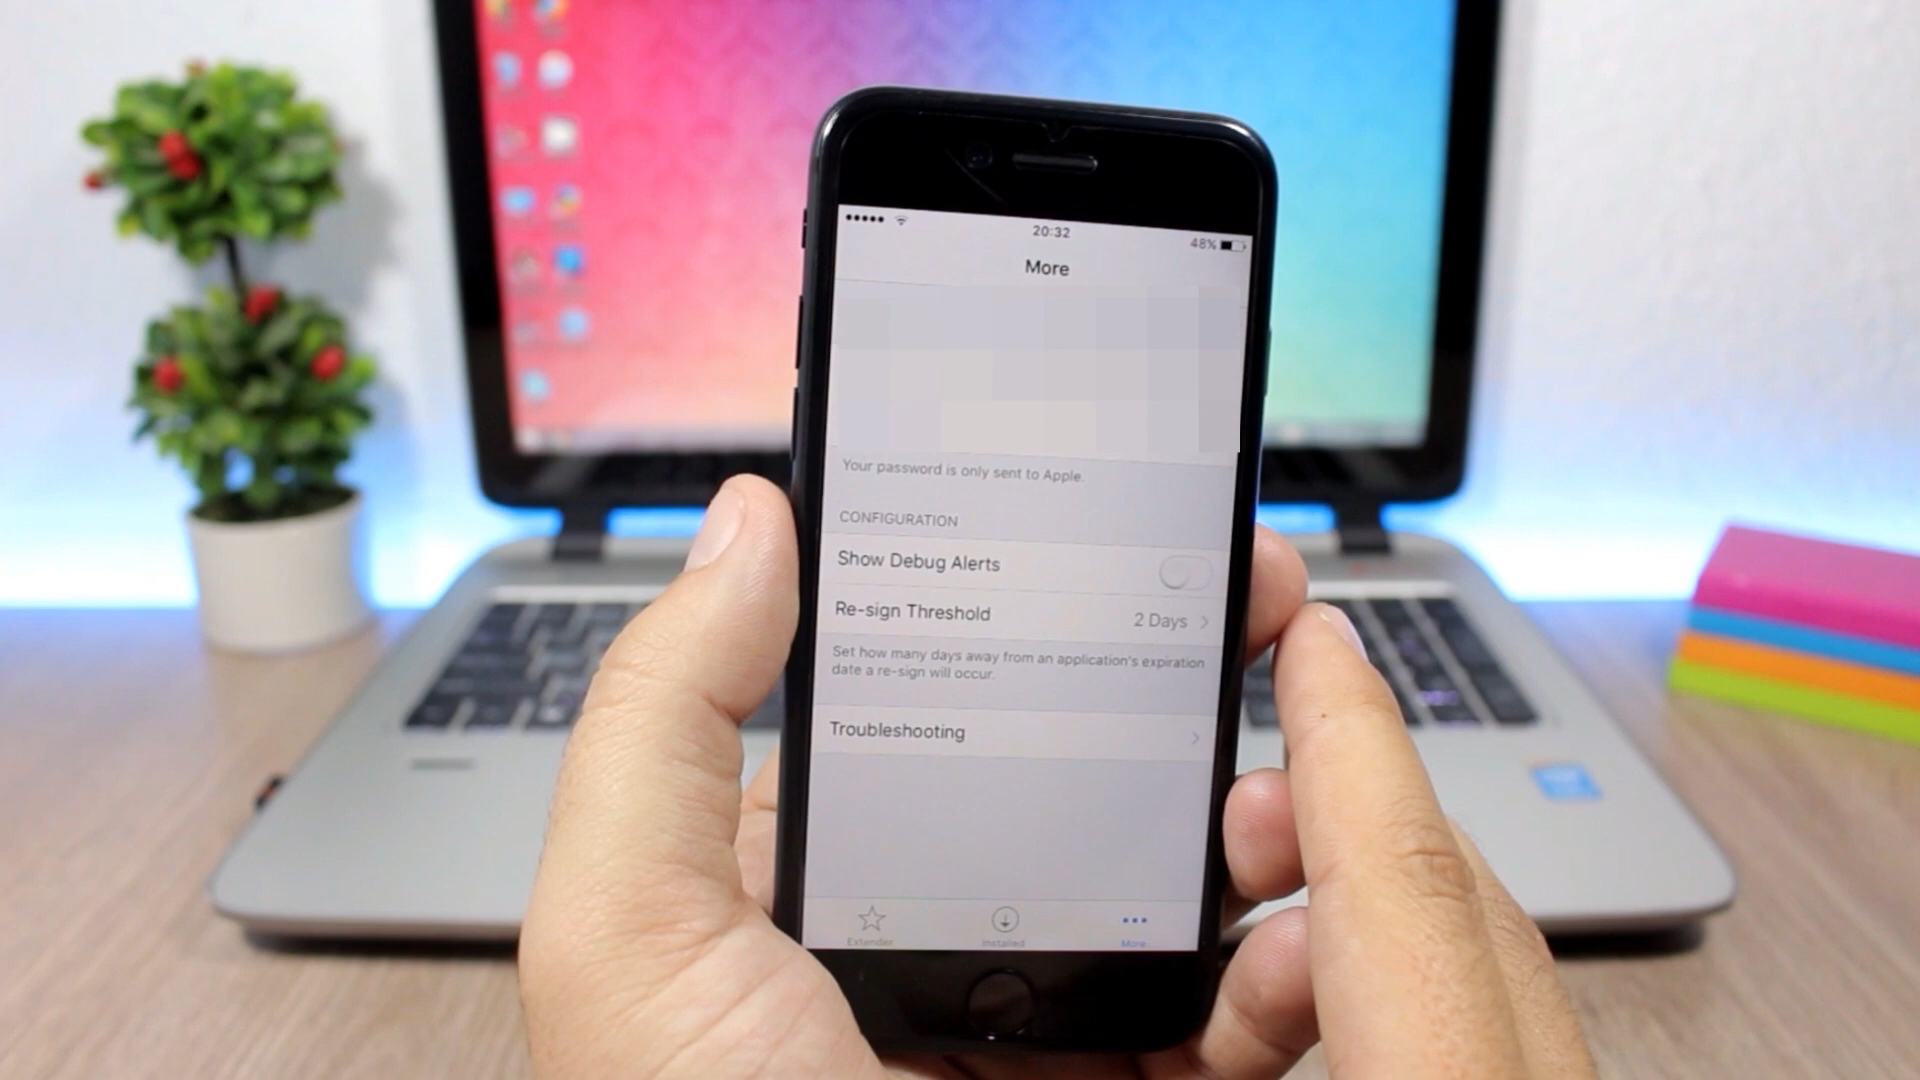 20:32
48%
More
Your password is only sent to Apple.
CONFIGURATION
Show Debug Alerts
Re-sign Threshold 2 Days
Set how many days away from an application's expiration
date a re-sign will occur.
Troubleshooting
Extender Installed More